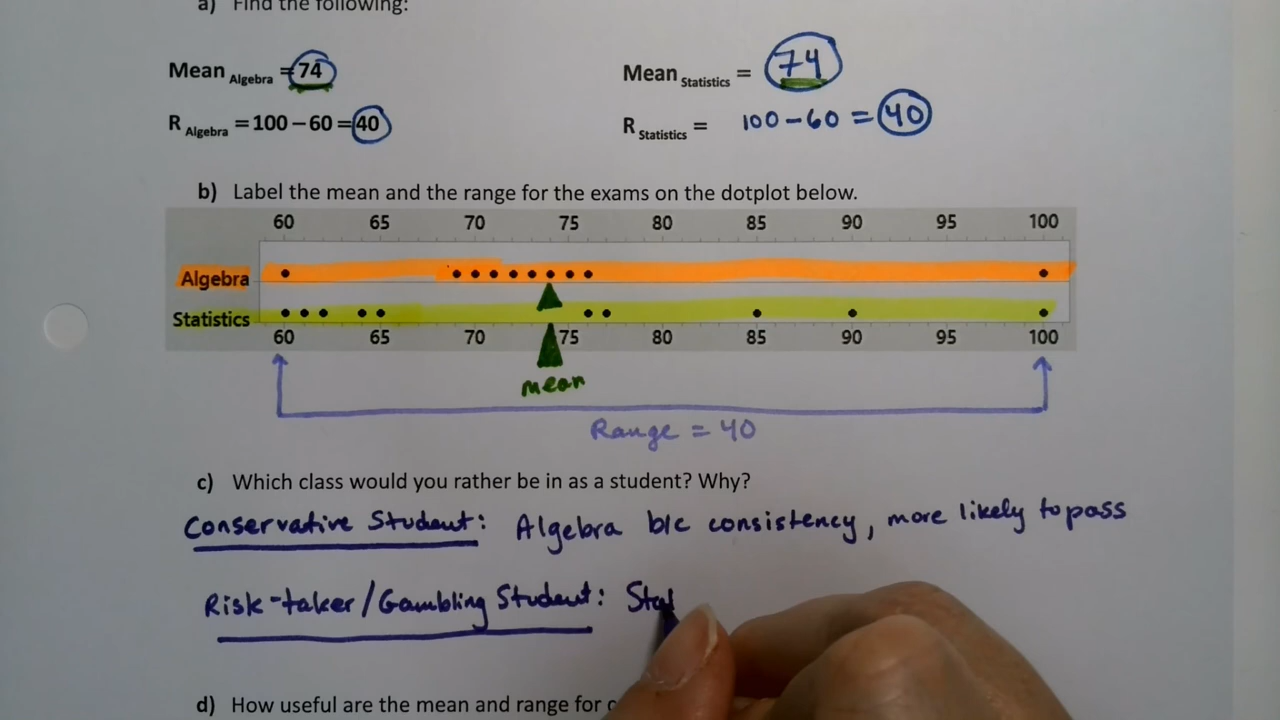 a) Find the following:
Mean Algebra = 74
Mean Statistics = 74
R Algebra = 100 – 60 = 40
R Statistics = 100 – 60 = 40
b) Label the mean and the range for the exams on the dotplot below.
60 65 70 75 80 85 90 95 100
Algebra
Statistics
60 65 70 75 80 85 90 95 100
mean
Range = 40
c) Which class would you rather be in as a student? Why?
Conservative Student: Algebra b/c consistency, more likely to pass
Risk-taker/Gambling Student: Stat
d) How useful are the mean and range for